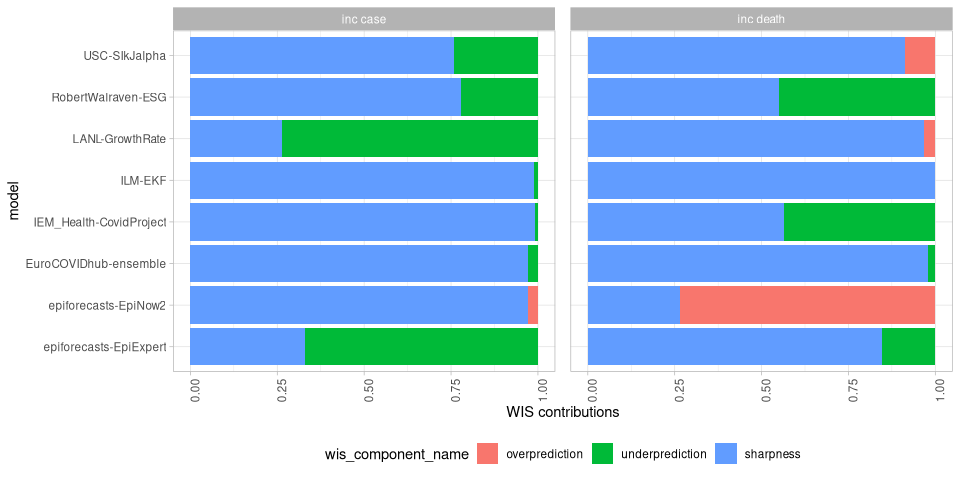 inc case
inc death
USC-SIkJalpha
RobertWalraven-ESG
LANL-GrowthRate
ILM-EKF
IEM_Health-CovidProject
EuroCOVIDhub-ensemble
epiforecasts-EpiNow2
epiforecasts-EpiExpert
model
0.00 0.25 0.50 0.75 1.00
0.00 0.25 0.50 0.75 1.00
WIS contributions
wis_component_name overprediction underprediction sharpness